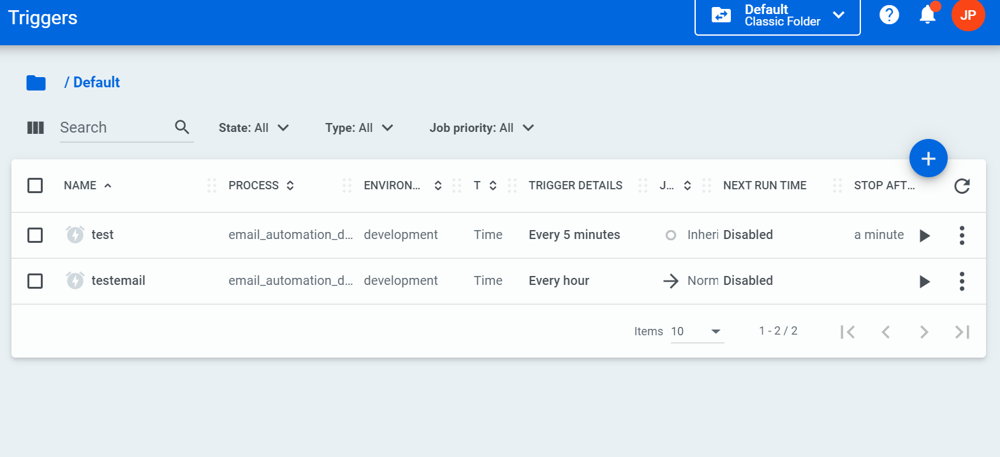 Triggers
Default
Classic Folder
?
JP
/ Default
Search
State: All
Type: All
Job priority: All
NAME PROCESS ENVIRON... T TRIGGER DETAILS J... NEXT RUN TIME STOP AFT...
test email_automation_d... development Time Every 5 minutes Inheri Disabled a minute
testemail email_automation_d... development Time Every hour Norm Disabled
Items 10 1 - 2 / 2